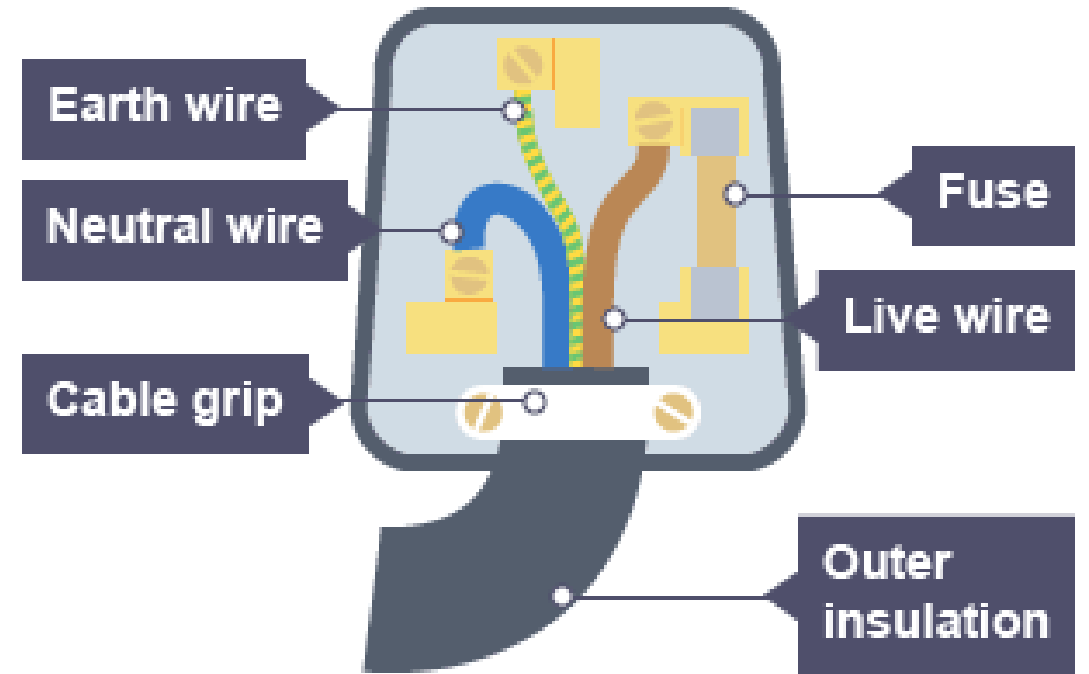 Earth wire
Neutral wire
Cable grip
Fuse
Live wire
Outer
insulation